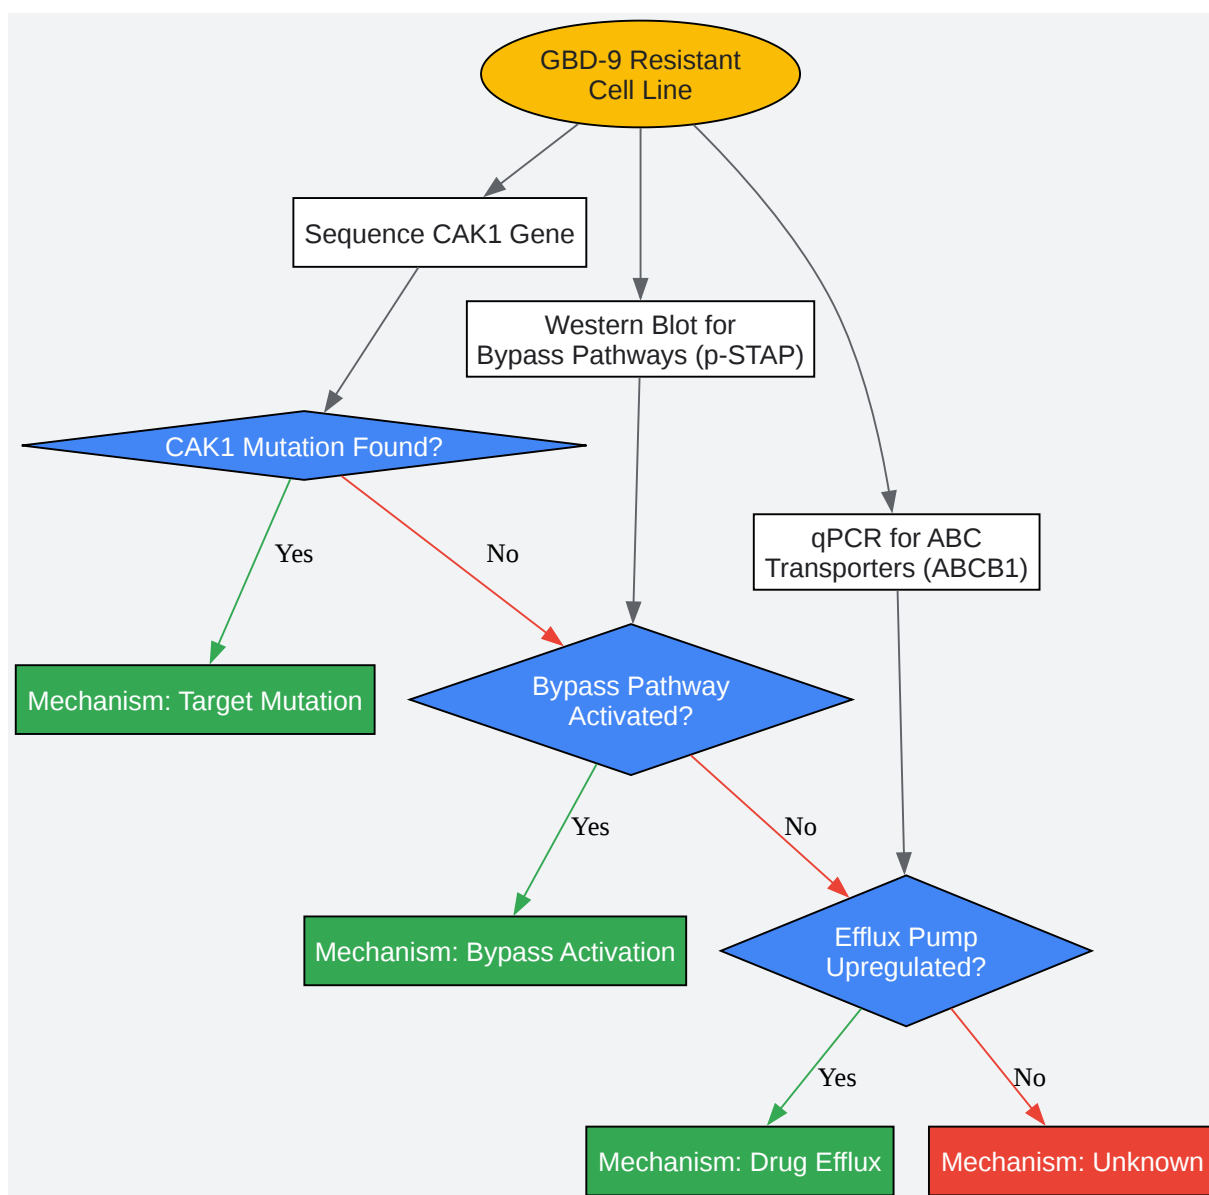 GBD-9 Resistant
Cell Line
Sequence CAK1 Gene
Western Blot for
Bypass Pathways (p-STAP)
CAK1 Mutation Found?
qPCR for ABC
Transporters (ABCB1)
Yes
No
Mechanism: Target Mutation
Bypass Pathway
Activated?
Yes
No
Mechanism: Bypass Activation
Efflux Pump
Upregulated?
Yes
No
Mechanism: Drug Efflux
Mechanism: Unknown